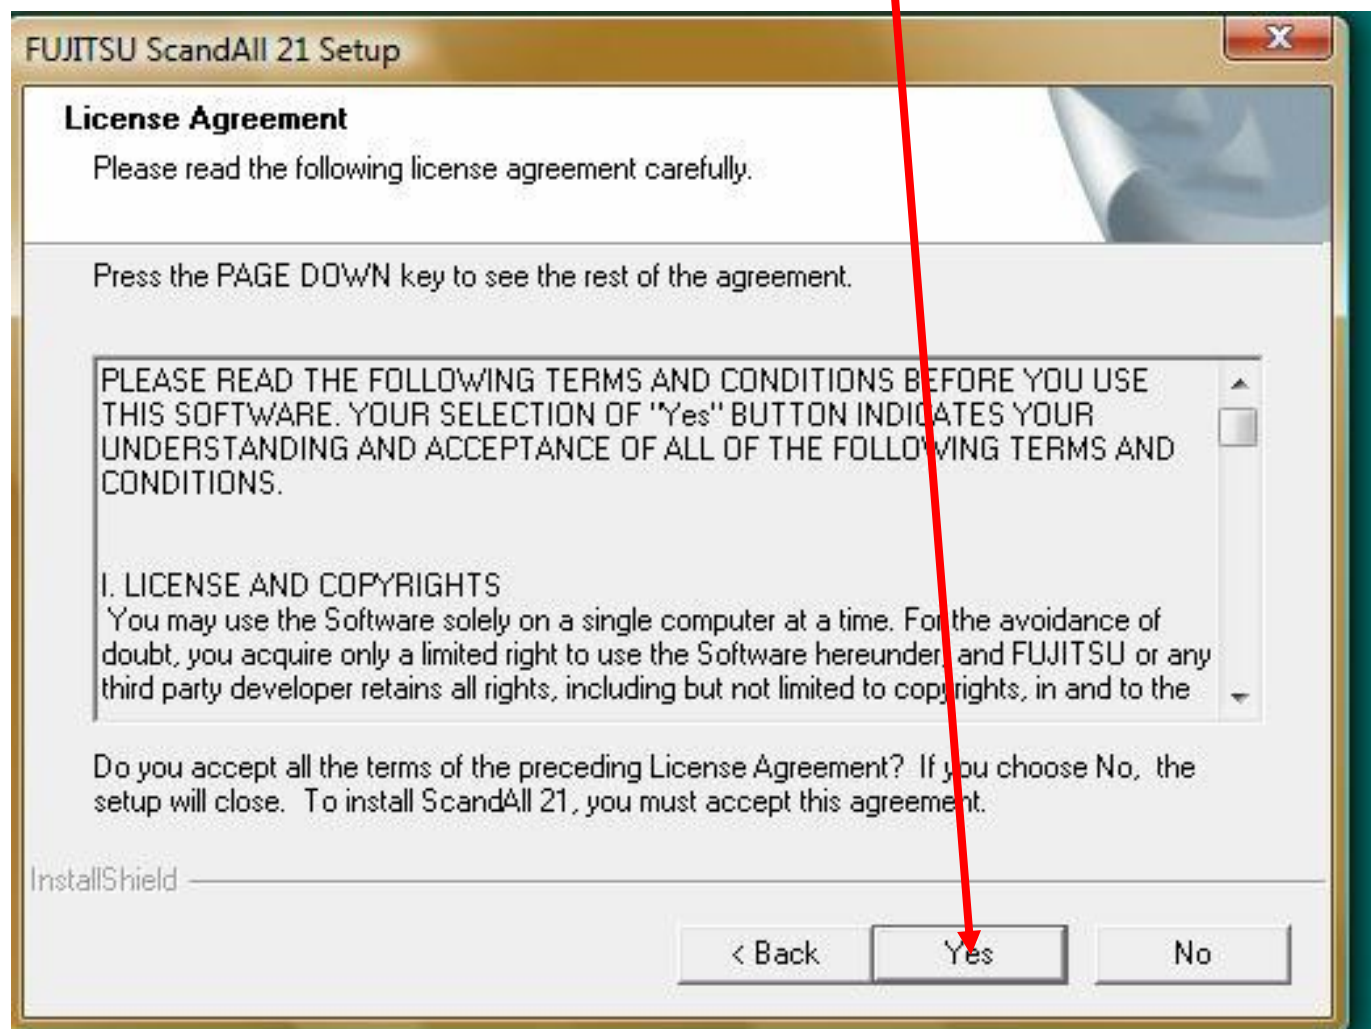 FUJITSU ScandAll 21 Setup
License Agreement
Please read the following license agreement carefully.
Press the PAGE DOWN key to see the rest of the agreement.
PLEASE READ THE FOLLOWING TERMS AND CONDITIONS BEFORE YOU USE
THIS SOFTWARE. YOUR SELECTION OF "Yes" BUTTON INDICATES YOUR
UNDERSTANDING AND ACCEPTANCE OF ALL OF THE FOLLOWING TERMS AND
CONDITIONS.
I. LICENSE AND COPYRIGHTS
You may use the Software solely on a single computer at a time. For the avoidance of
doubt, you acquire only a limited right to use the Software hereunder, and FUJITSU or any
third party developer retains all rights, including but not limited to copyrights, in and to the
Do you accept all the terms of the preceding License Agreement? If you choose No, the
setup will close. To install ScandAll 21, you must accept this agreement.
InstallShield
< Back Yes No